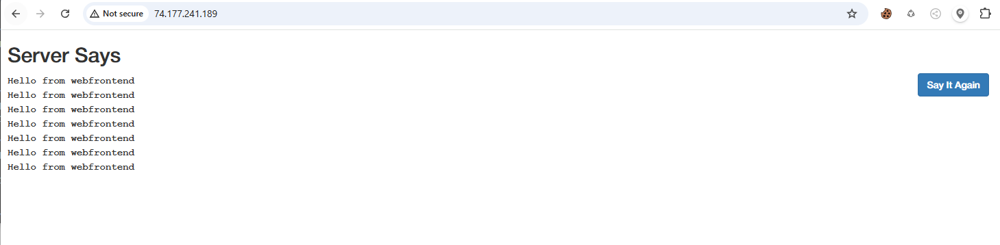 Not secure 74.177.241.189
Server Says
Hello from webfrontend
Say It Again
Hello from webfrontend
Hello from webfrontend
Hello from webfrontend
Hello from webfrontend
Hello from webfrontend
Hello from webfrontend